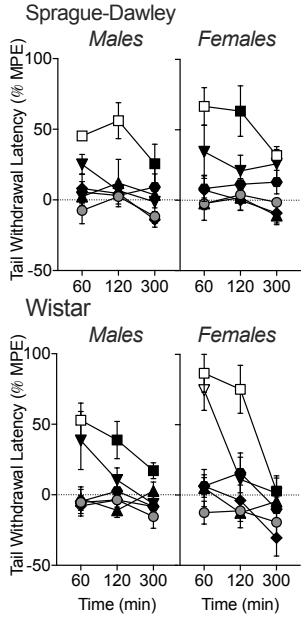 Sprague-Dawley
Males Females
Tail Withdrawal Latency (% MPE)
100
50
0
-50
60 120 300 60 120 300
Wistar
Males Females
Tail Withdrawal Latency (% MPE)
100
50
0
-50
60 120 300 60 120 300
Time (min) Time (min)